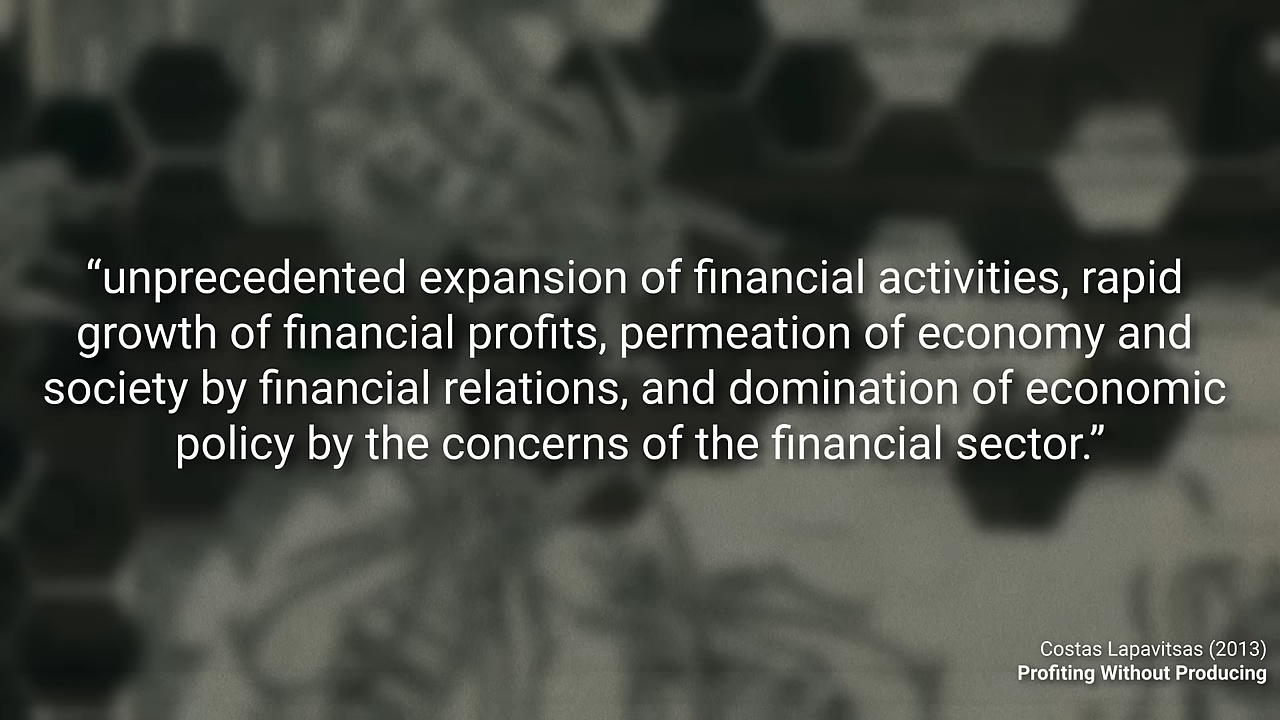 “unprecedented expansion of financial activities, rapid
growth of financial profits, permeation of economy and
society by financial relations, and domination of economic
policy by the concerns of the financial sector.”
Costas Lapavitsas (2013)
Profiting Without Producing